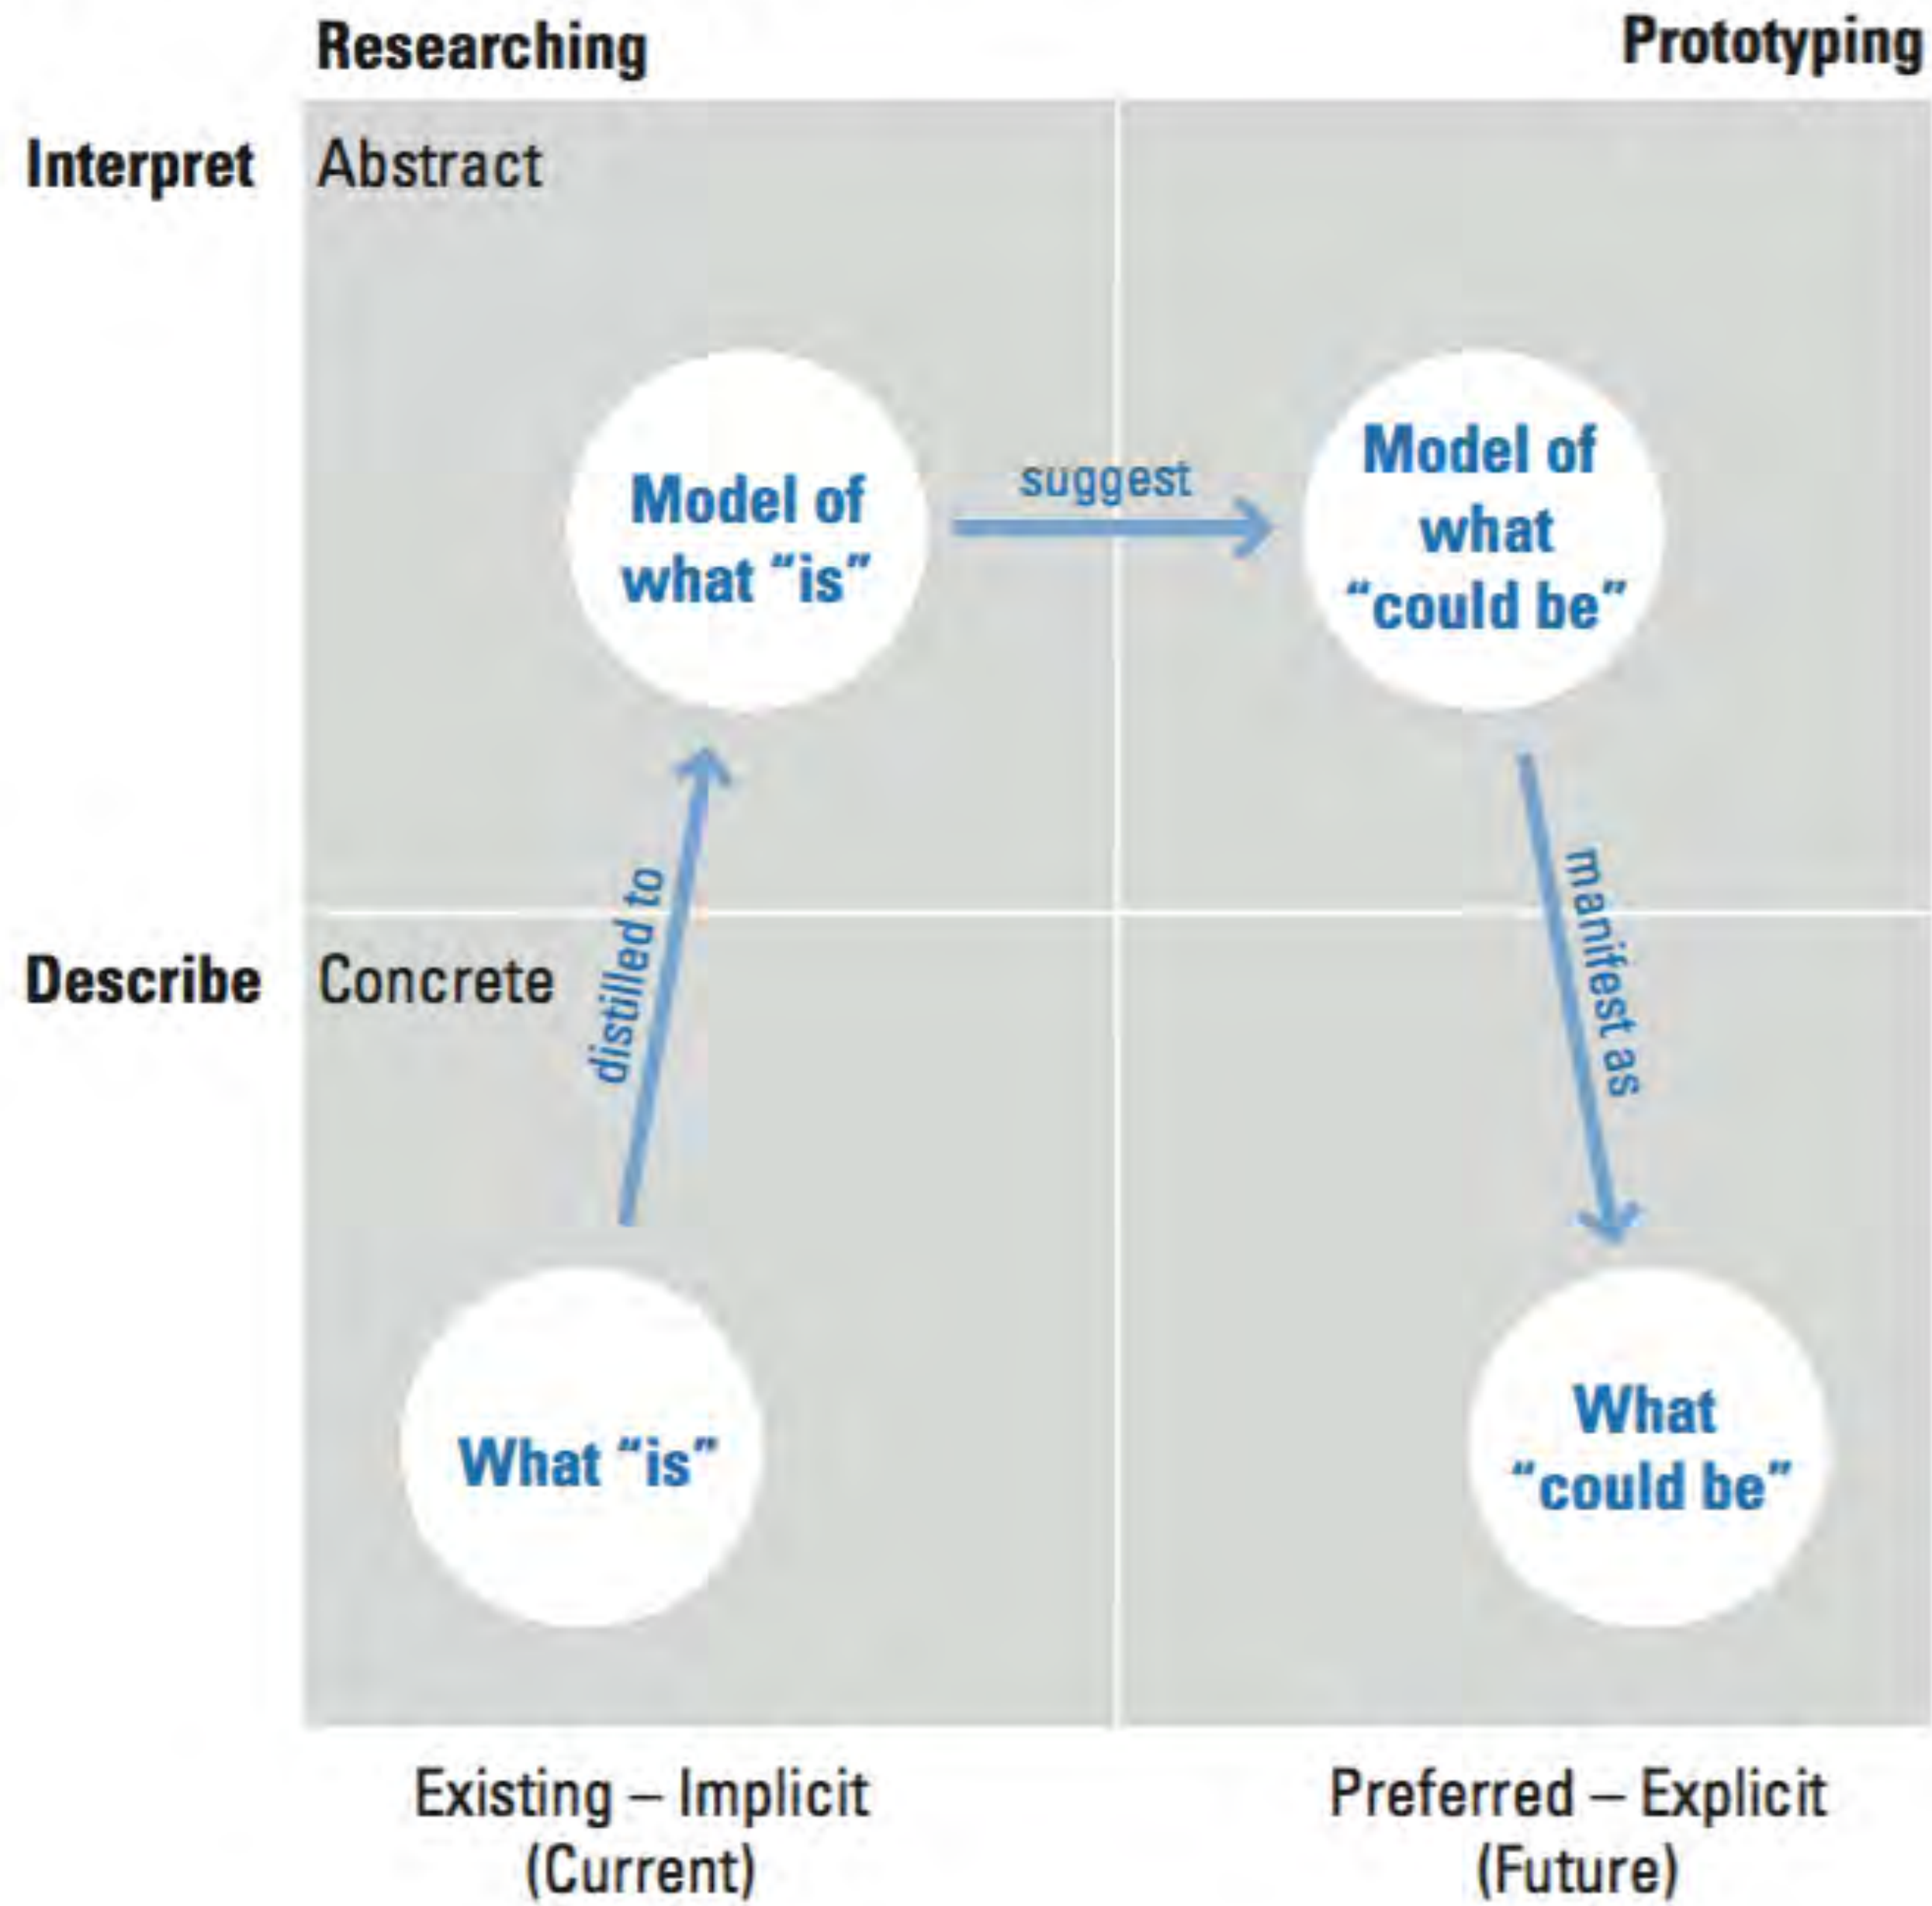 Researching
Prototyping
Interpret
Abstract
Model of
what “is”
suggest
Model of
what
“could be”
distilled to
manifest as
Describe
Concrete
What “is”
What
“could be”
Existing – Implicit
(Current)
Preferred – Explicit
(Future)